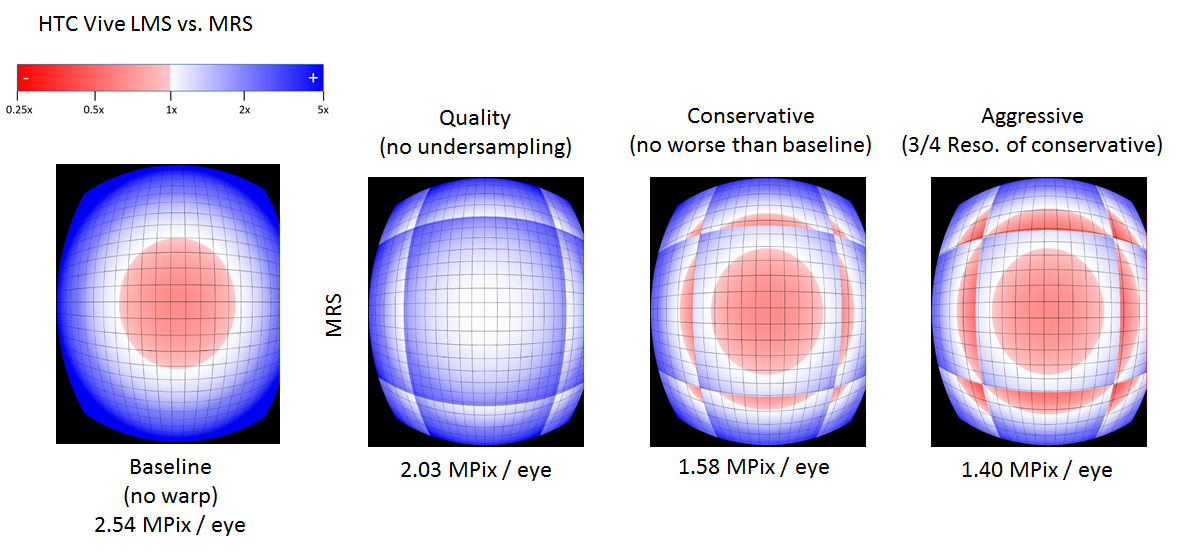 HTC Vive LMS vs. MRS
- +
0.25x 0.5x 1x 2x 5x
Quality
(no undersampling)
Conservative
(no worse than baseline)
Aggressive
(3/4 Reso. of conservative)
MRS
Baseline
(no warp)
2.54 MPix / eye
2.03 MPix / eye
1.58 MPix / eye
1.40 MPix / eye